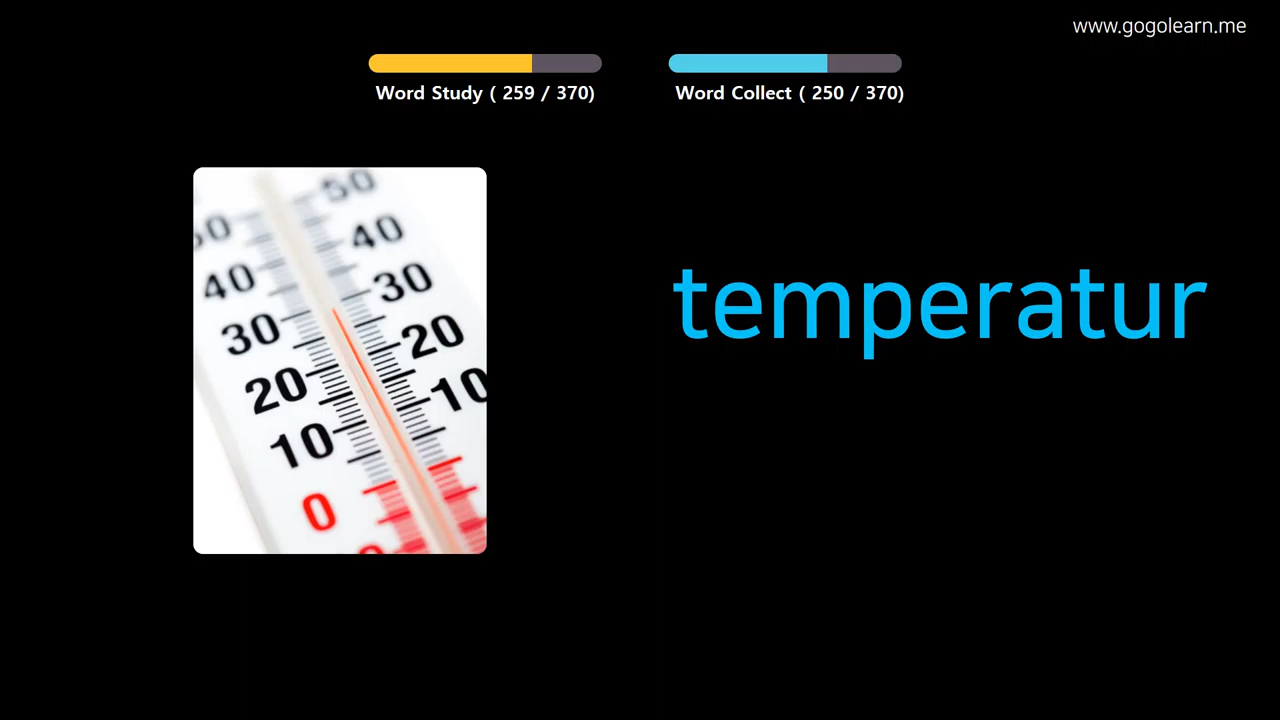 www.gogolearn.me
Word Study ( 259 / 370) Word Collect ( 250 / 370)
50
50 40
40 30
30 20
20 10
10
0
temperatur